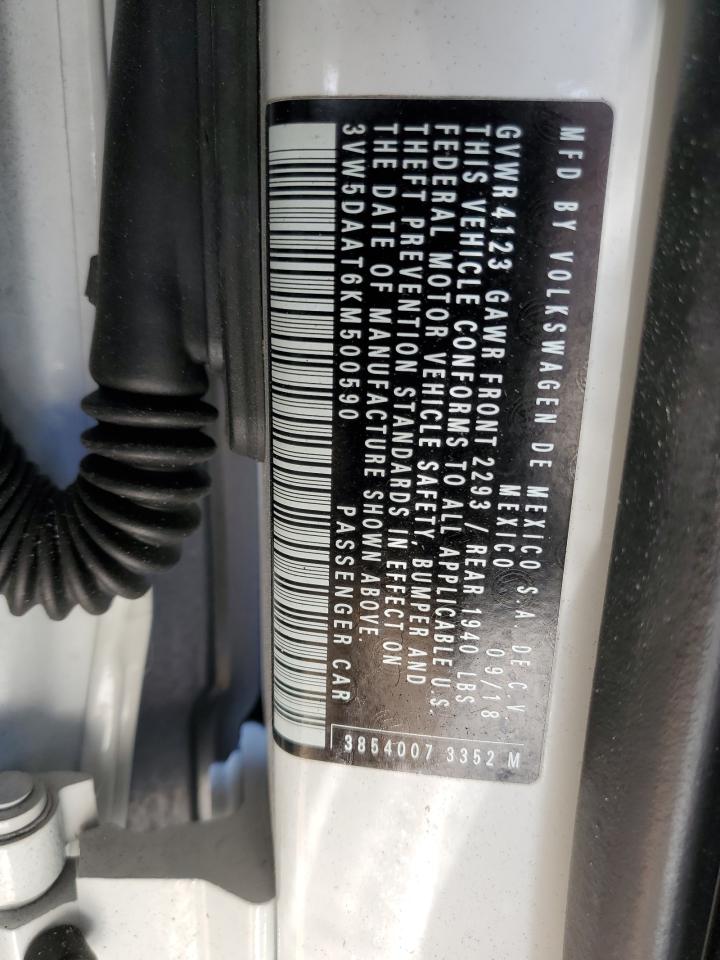 MFD BY VOLKSWAGEN DE MEXICO S.A. DE C.V.
MEXICO 09/18
GVWR 4123 GAWR FRONT 2293 / REAR 1940 LBS
THIS VEHICLE CONFORMS TO ALL APPLICABLE U.S.
FEDERAL MOTOR VEHICLE SAFETY, BUMPER AND
THEFT PREVENTION STANDARDS IN EFFECT ON
THE DATE OF MANUFACTURE SHOWN ABOVE.
3VW5DAAT6KM500590 PASSENGER CAR
3854007 3352 M